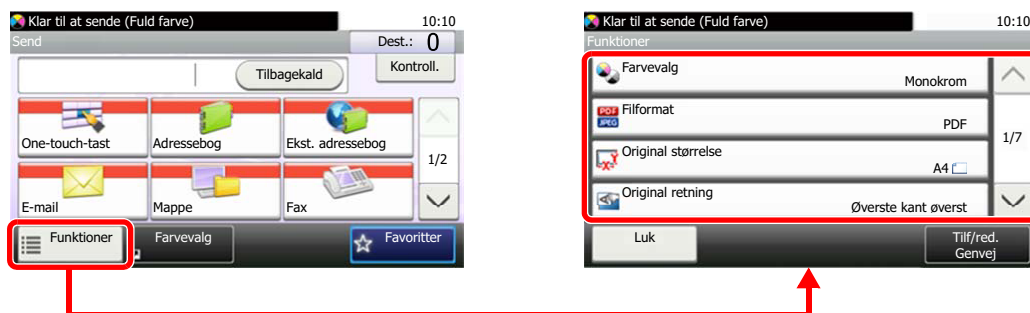 Klar til at sende (Fuld farve)
10:10
Send
Dest.: 0
Tilbagekald
Kontroll.
One-touch-tast
Adressebog
Ekst. adressebog
1/2
E-mail
Mappe
Fax
Funktioner
Farvevalg
Favoritter
Klar til at sende (Fuld farve)
10:10
Funktioner
Farvevalg
Monokrom
PDF
JPEG
Filformat
PDF
1/7
Original størrelse
A4
Original retning
Øverste kant øverst
Luk
Tilf/red.
Genvej